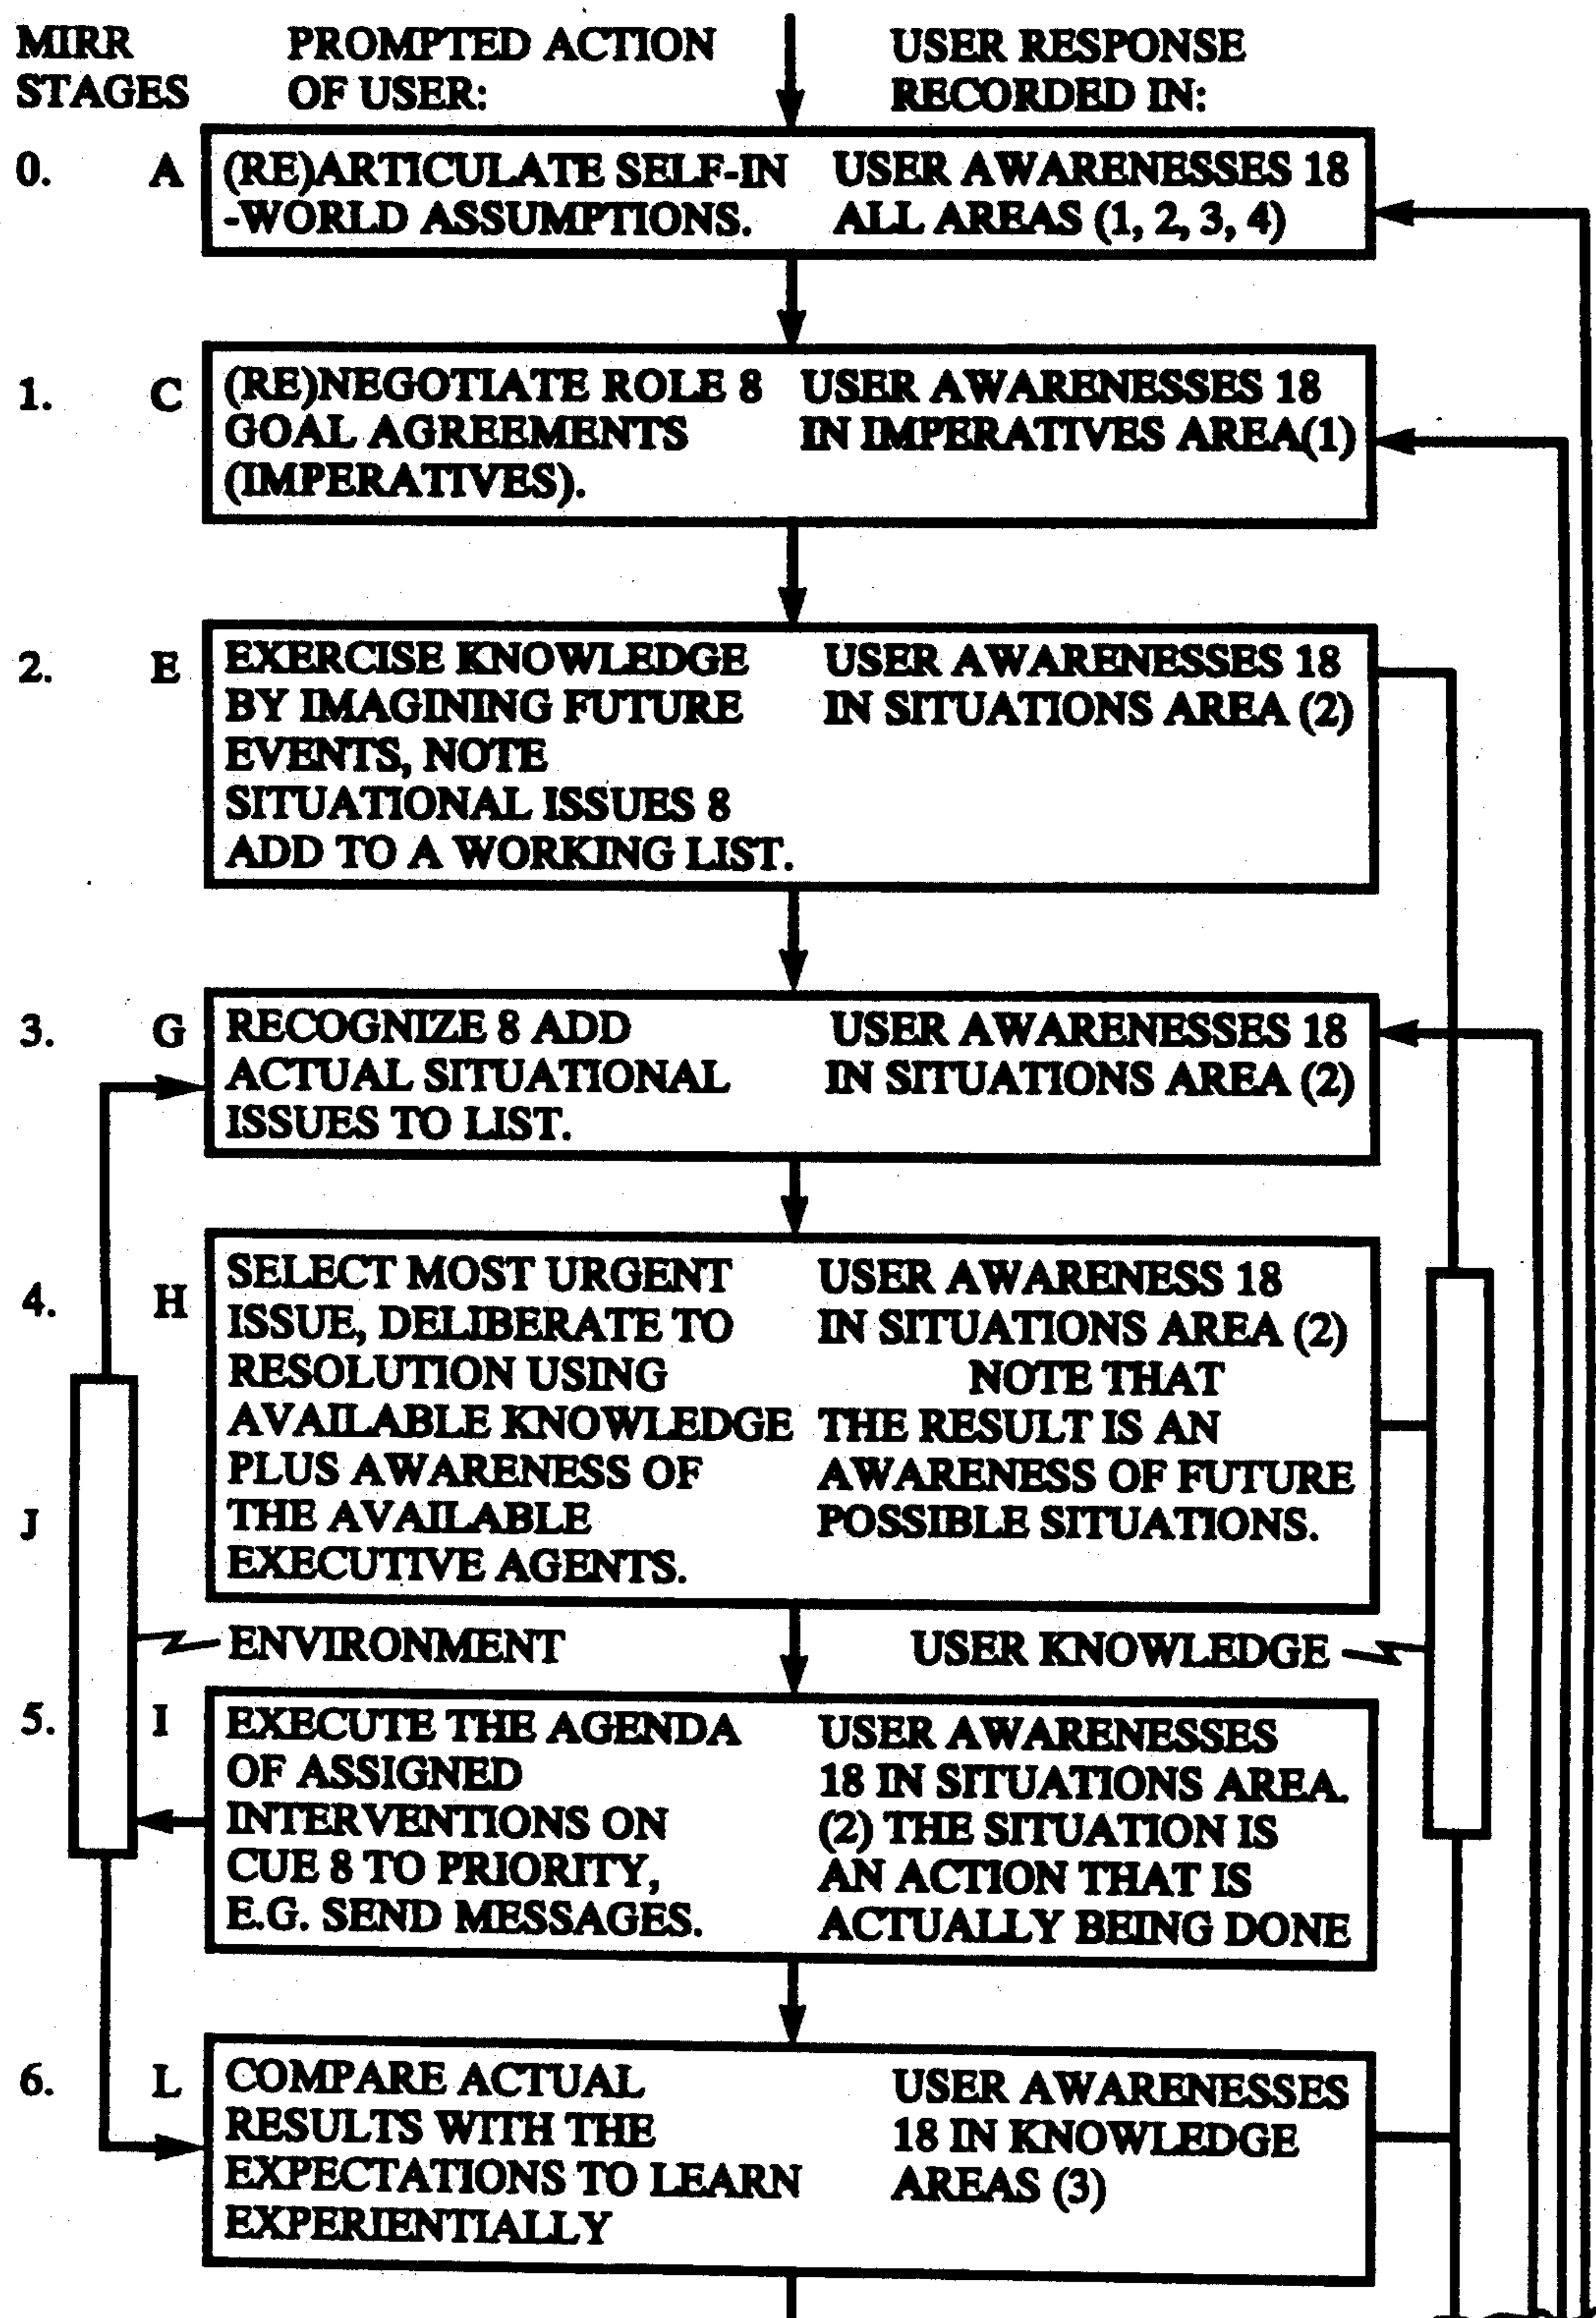 MIRR
STAGES
PROMPTED ACTION
OF USER:
USER RESPONSE
RECORDED IN:
0.
A
(RE)ARTICULATE SELF-IN
-WORLD ASSUMPTIONS.
USER AWARENESSES 18
ALL AREAS (1, 2, 3, 4)
1.
C
(RE)NEGOTIATE ROLE 8
GOAL AGREEMENTS
(IMPERATIVES).
USER AWARENESSES 18
IN IMPERATIVES AREA(1)
2.
E
EXERCISE KNOWLEDGE
BY IMAGINING FUTURE
EVENTS, NOTE
SITUATIONAL ISSUES 8
ADD TO A WORKING LIST.
USER AWARENESSES 18
IN SITUATIONS AREA (2)
3.
G
RECOGNIZE 8 ADD
ACTUAL SITUATIONAL
ISSUES TO LIST.
USER AWARENESSES 18
IN SITUATIONS AREA (2)
4.
H
SELECT MOST URGENT
ISSUE, DELIBERATE TO
RESOLUTION USING
AVAILABLE KNOWLEDGE
PLUS AWARENESS OF
THE AVAILABLE
EXECUTIVE AGENTS.
USER AWARENESS 18
IN SITUATIONS AREA (2)
NOTE THAT
THE RESULT IS AN
AWARENESS OF FUTURE
POSSIBLE SITUATIONS.
J
ENVIRONMENT
USER KNOWLEDGE
5.
I
EXECUTE THE AGENDA
OF ASSIGNED
INTERVENTIONS ON
CUE 8 TO PRIORITY,
E.G. SEND MESSAGES.
USER AWARENESSES
18 IN SITUATIONS AREA.
(2) THE SITUATION IS
AN ACTION THAT IS
ACTUALLY BEING DONE
6.
L
COMPARE ACTUAL
RESULTS WITH THE
EXPECTATIONS TO LEARN
EXPERIENTIALLY
USER AWARENESSES
18 IN KNOWLEDGE
AREAS (3)